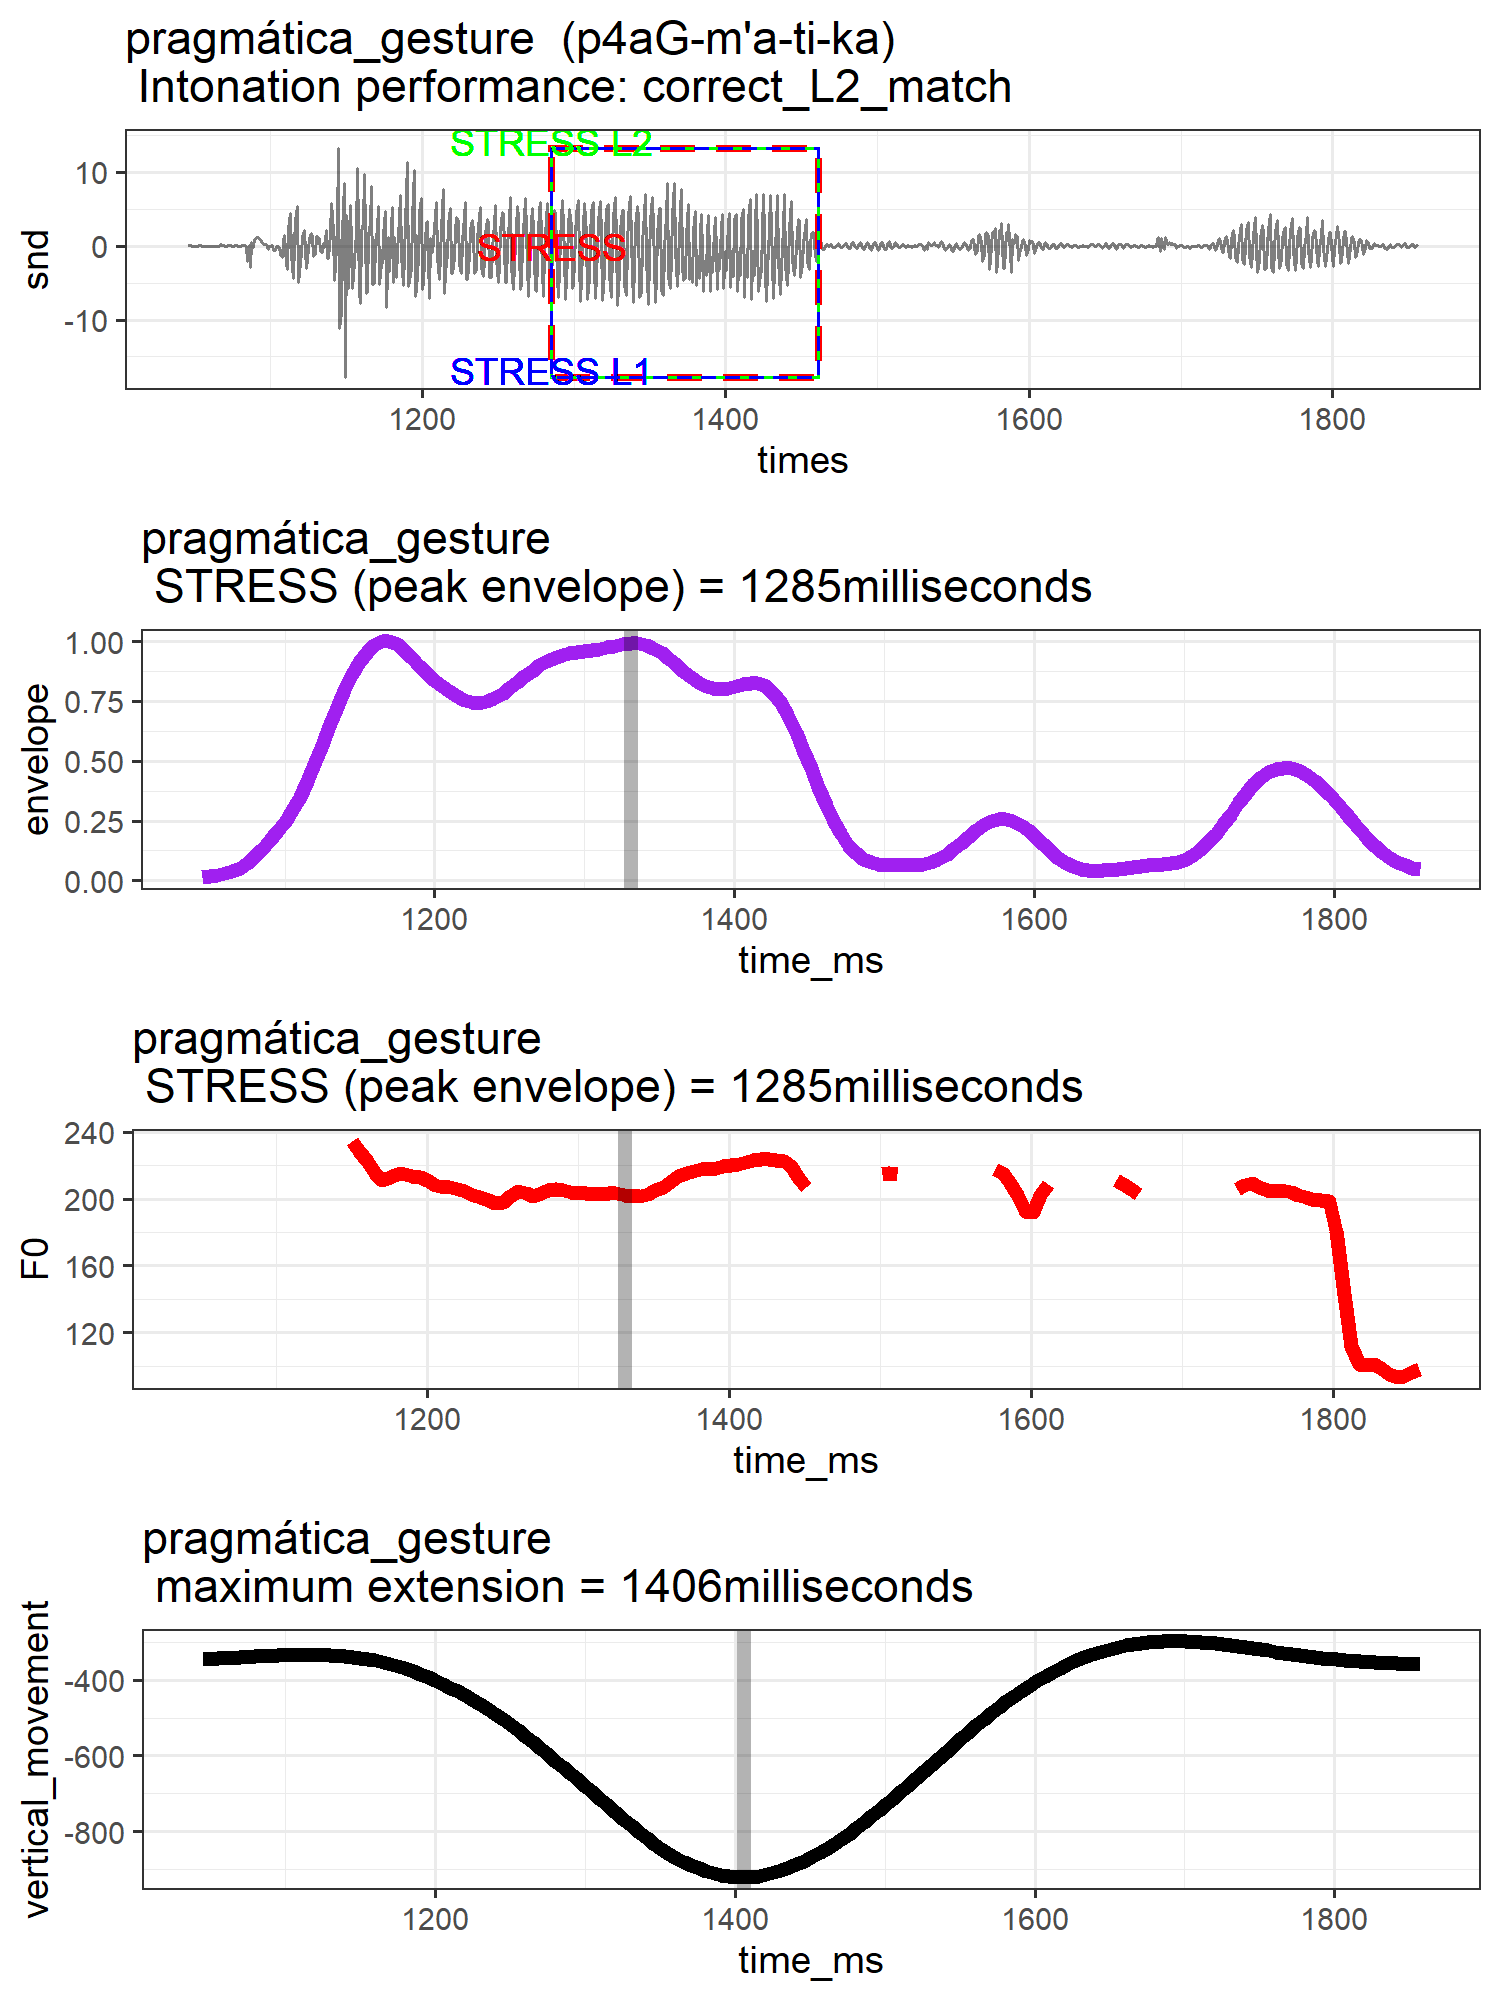 pragmática_gesture  (p4aG-m'a-ti-ka)
Intonation performance: correct_L2_match
STRESS L2
10
STRESS
0
-10
STRESS L1
snd
1200 1400 1600 1800
times
pragmática_gesture
STRESS (peak envelope) = 1285milliseconds
1.00
0.75
0.50
0.25
0.00
envelope
1200 1400 1600 1800
time_ms
pragmática_gesture
STRESS (peak envelope) = 1285milliseconds
240
200
160
120
F0
1200 1400 1600 1800
time_ms
pragmática_gesture
maximum extension = 1406milliseconds
-400
-600
-800
vertical_movement
1200 1400 1600 1800
time_ms